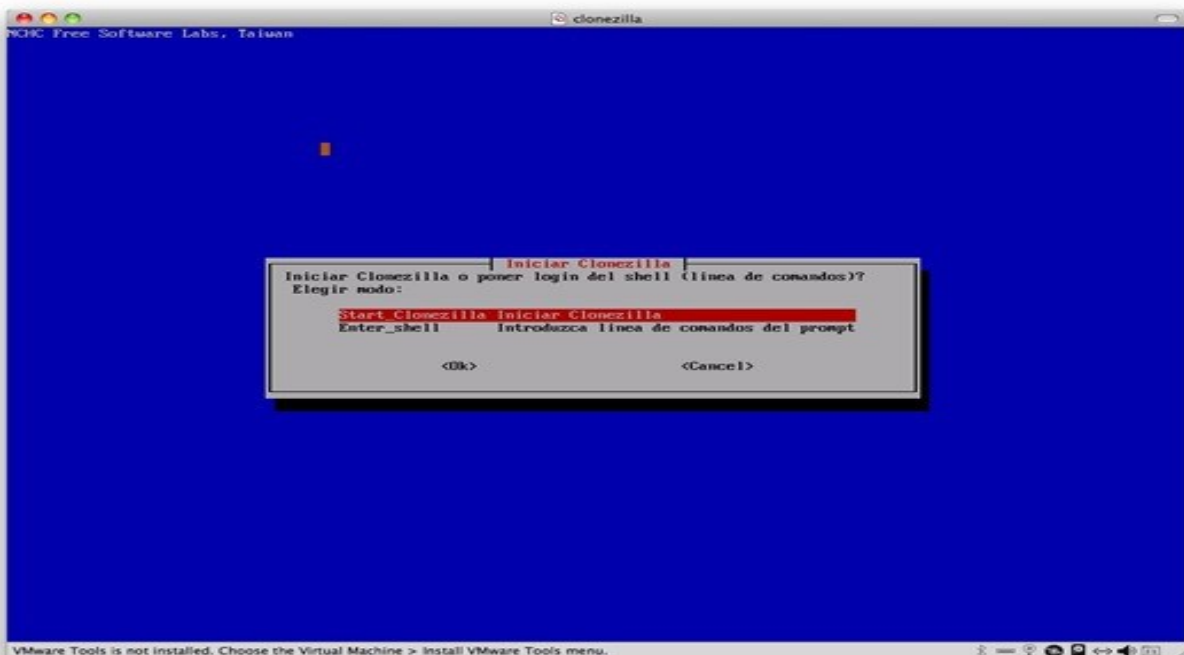 clonezilla
NCHC Free Software Labs, Taiwan
Iniciar Clonezilla
Iniciar Clonezilla o poner login del shell (linea de comandos)?
Elegir modo:
Start_Clonezilla Iniciar Clonezilla
Enter_shell Introduzca linea de comandos del prompt
<Ok> <Cancel>
VMware Tools is not installed. Choose the Virtual Machine > Install VMware Tools menu.